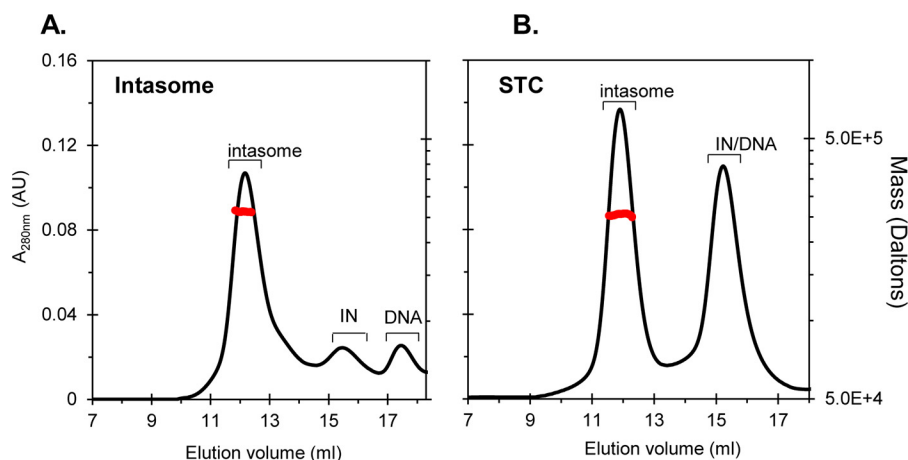 A.
Intasome
intasome
IN
DNA
0.16
0.12
0.08
0.04
0
A280nm (AU)
7
9
11
13
15
17
Elution volume (ml)
B.
STC
intasome
IN/DNA
5.0E+5
5.0E+4
Mass (Daltons)
7
9
11
13
15
17
Elution volume (ml)